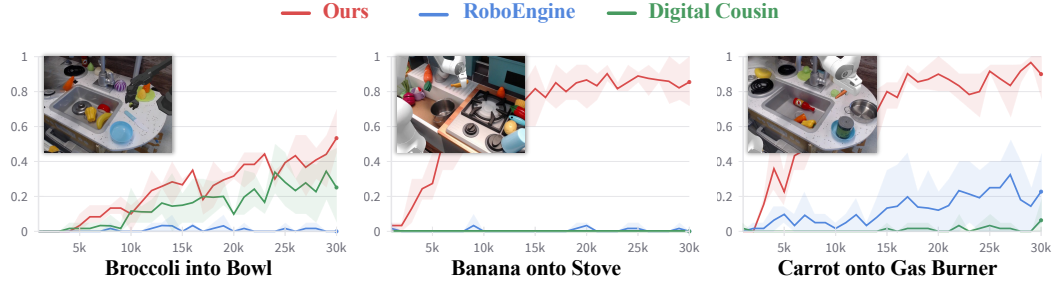 Ours RoboEngine Digital Cousin
1 1 1
0.8 0.8 0.8
0.6 0.6 0.6
0.4 0.4 0.4
0.2 0.2 0.2
0 0 0
5k 10k 15k 20k 25k 30k 5k 10k 15k 20k 25k 30k 5k 10k 15k 20k 25k 30k
Broccoli into Bowl Banana onto Stove Carrot onto Gas Burner